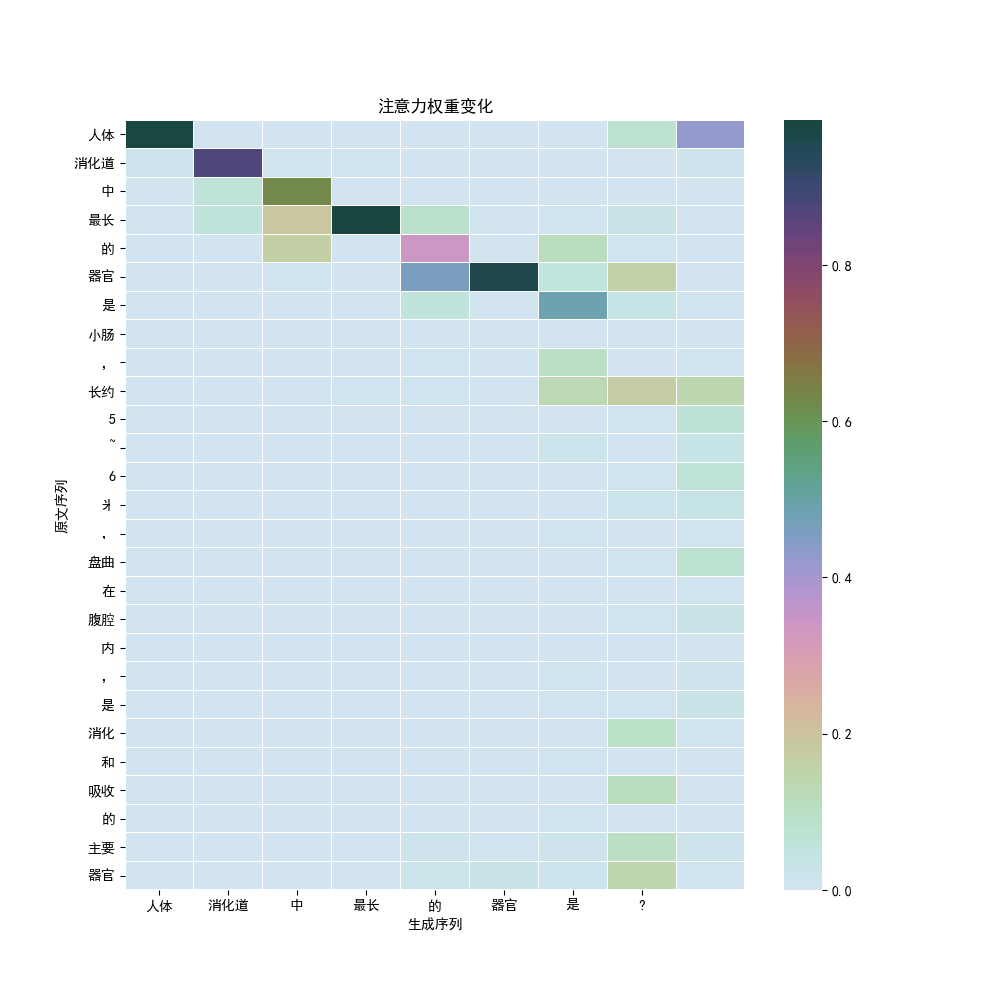 注意力权重变化
人体
消化道
中
最长
的
器官
是
小肠
，
长约
5
~
6
米
，
盘曲
在
腹腔
内
，
是
消化
和
吸收
的
主要
器官
原文序列
人体 消化道 中 最长 的 器官 是 ?
生成序列
0.8
0.6
0.4
0.2
0.0